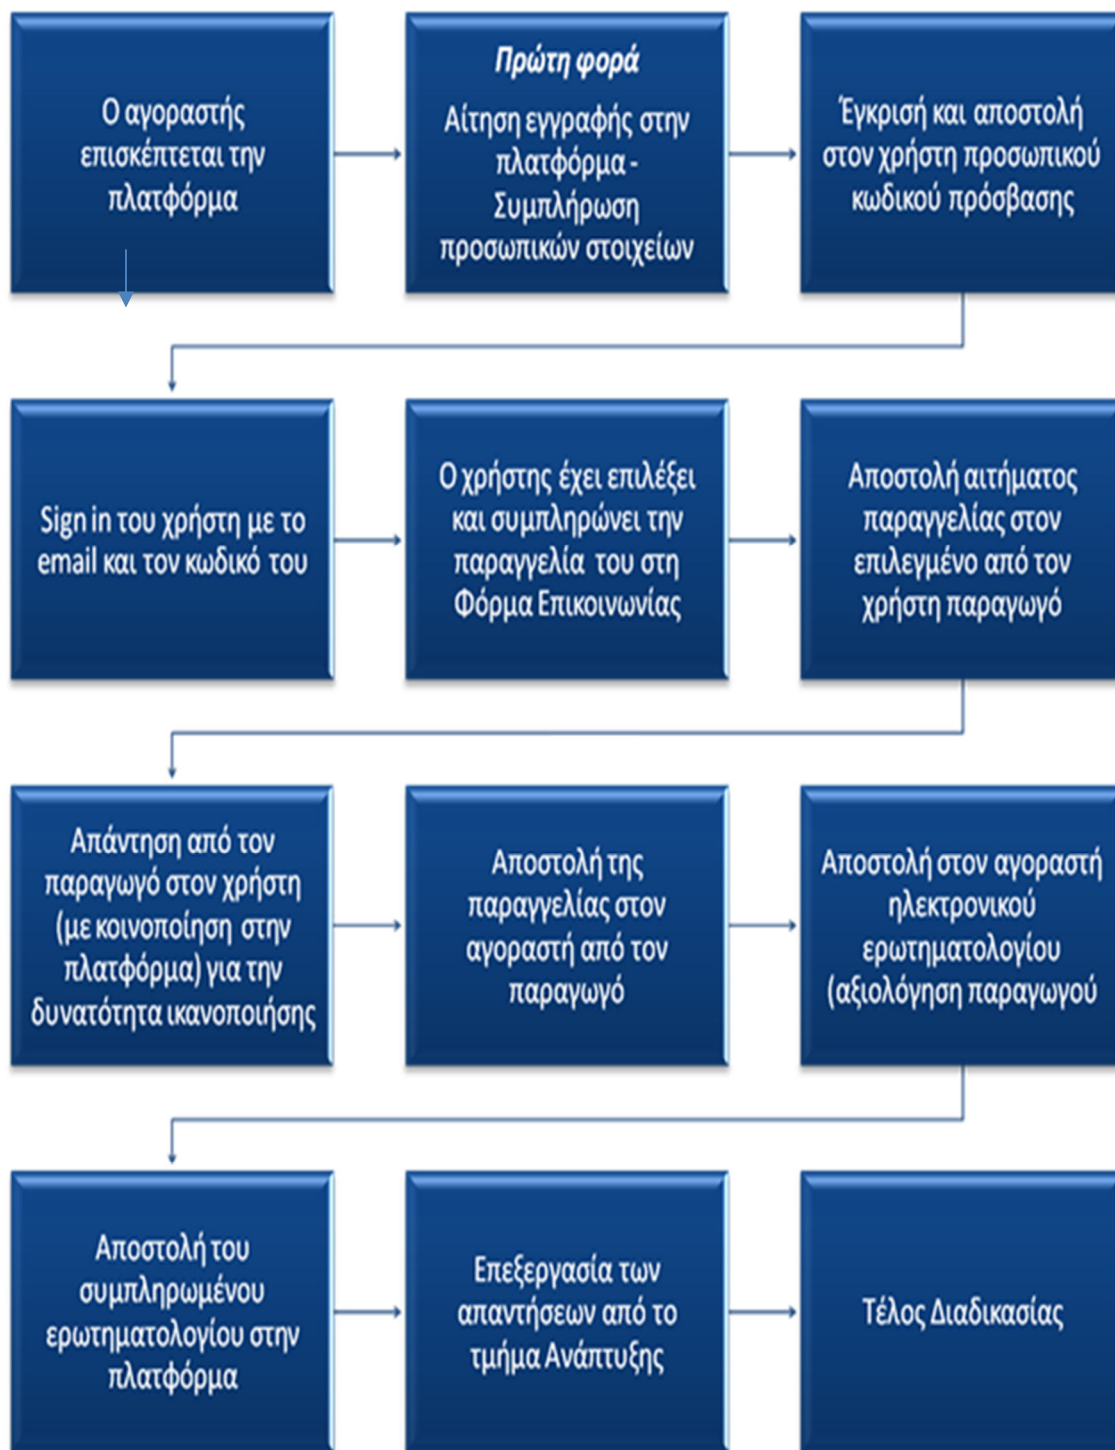 Ο αγοραστής
επισκέπτεται την
πλατφόρμα
Πρώτη φορά
Αίτηση εγγραφής στην
πλατφόρμα -
Συμπλήρωση
προσωπικών στοιχείων
Έγκρισή και αποστολή
στον χρήστη προσωπικού
κωδικού πρόσβασης
Sign in του χρήστη με το
email και τον κωδικό του
Ο χρήστης έχει επιλέξει
και συμπληρώνει την
παραγγελία του στη
Φόρμα Επικοινωνίας
Αποστολή αιτήματος
παραγγελίας στον
επιλεγμένο από τον
χρήστη παραγωγό
Απάντηση από τον
παραγωγό στον χρήστη
(με κοινοποίηση στην
πλατφόρμα) για την
δυνατότητα ικανοποιήσης
Αποστολή της
παραγγελίας στον
αγοραστή από τον
παραγωγό
Αποστολή στον αγοραστή
ηλεκτρονικού
ερωτηματολογίου
(αξιολόγηση παραγωγού
Αποστολή του
συμπληρωμένου
ερωτηματολογίου στην
πλατφόρμα
Επεξεργασία των
απαντήσεων από το
τμήμα Ανάπτυξης
Τέλος Διαδικασίας